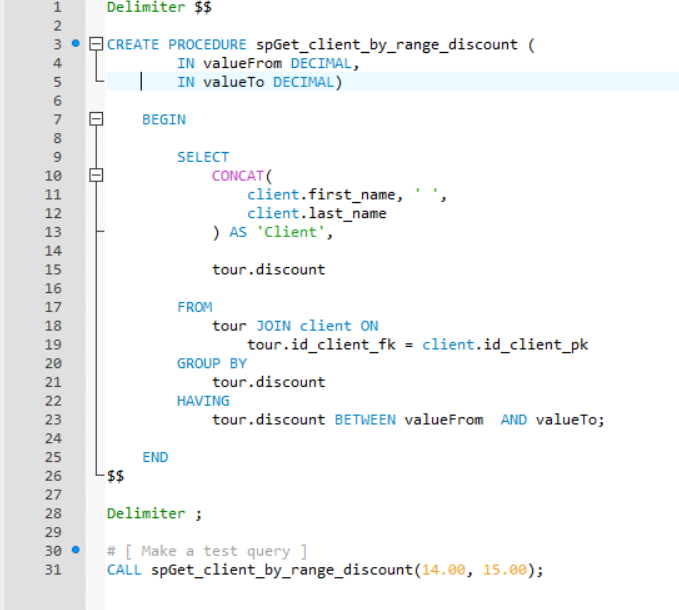 1 Delimiter $$
2
3 CREATE PROCEDURE spGet_client_by_range_discount (
4 IN valueFrom DECIMAL,
5 IN valueTo DECIMAL)
6
7 BEGIN
8
9 SELECT
10 CONCAT(
11 client.first_name, ' ',
12 client.last_name
13 ) AS 'Client',
14
15 tour.discount
16
17 FROM
18 tour JOIN client ON
19 tour.id_client_fk = client.id_client_pk
20 GROUP BY
21 tour.discount
22 HAVING
23 tour.discount BETWEEN valueFrom  AND valueTo;
24
25 END
26 $$
27
28 Delimiter ;
29
30 # [ Make a test query ]
31 CALL spGet_client_by_range_discount(14.00, 15.00);